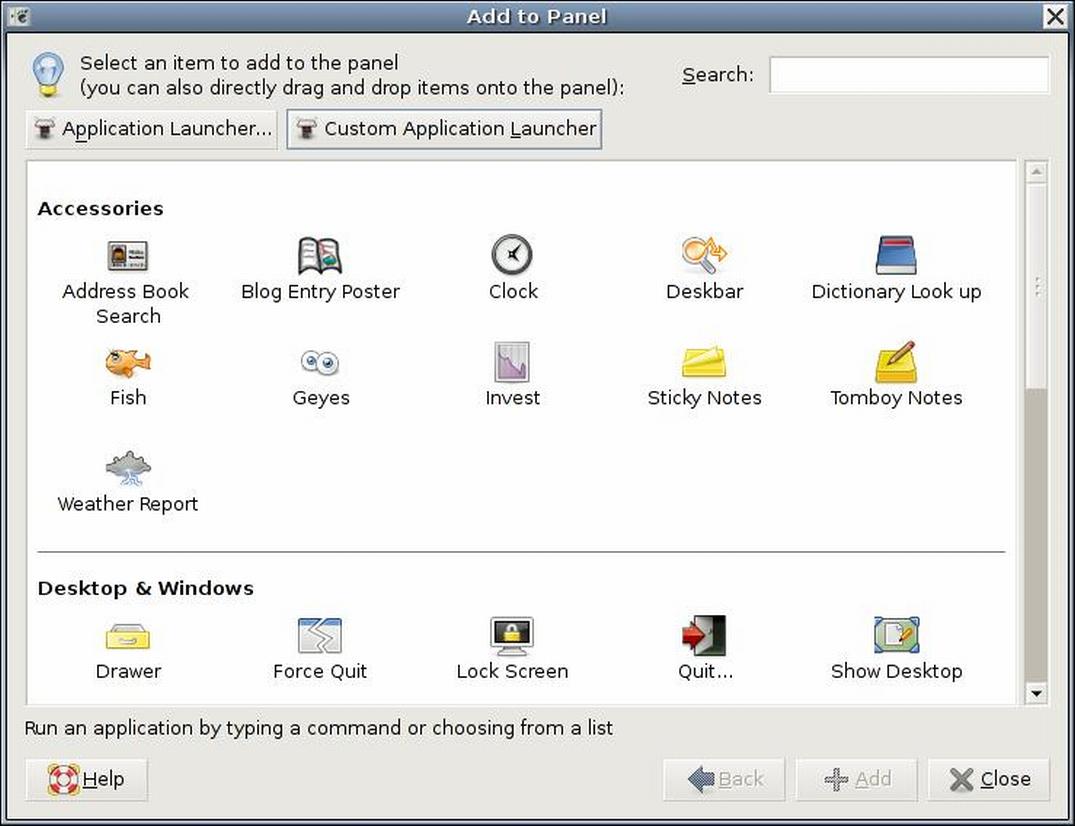 Add to Panel
Select an item to add to the panel
(you can also directly drag and drop items onto the panel):
Search:
Application Launcher...
Custom Application Launcher
Accessories
Address Book
Search
Blog Entry Poster
Clock
Deskbar
Dictionary Look up
Fish
Geyes
Invest
Sticky Notes
Tomboy Notes
Weather Report
Desktop & Windows
Drawer
Force Quit
Lock Screen
Quit...
Show Desktop
Run an application by typing a command or choosing from a list
Help
Back
Add
Close